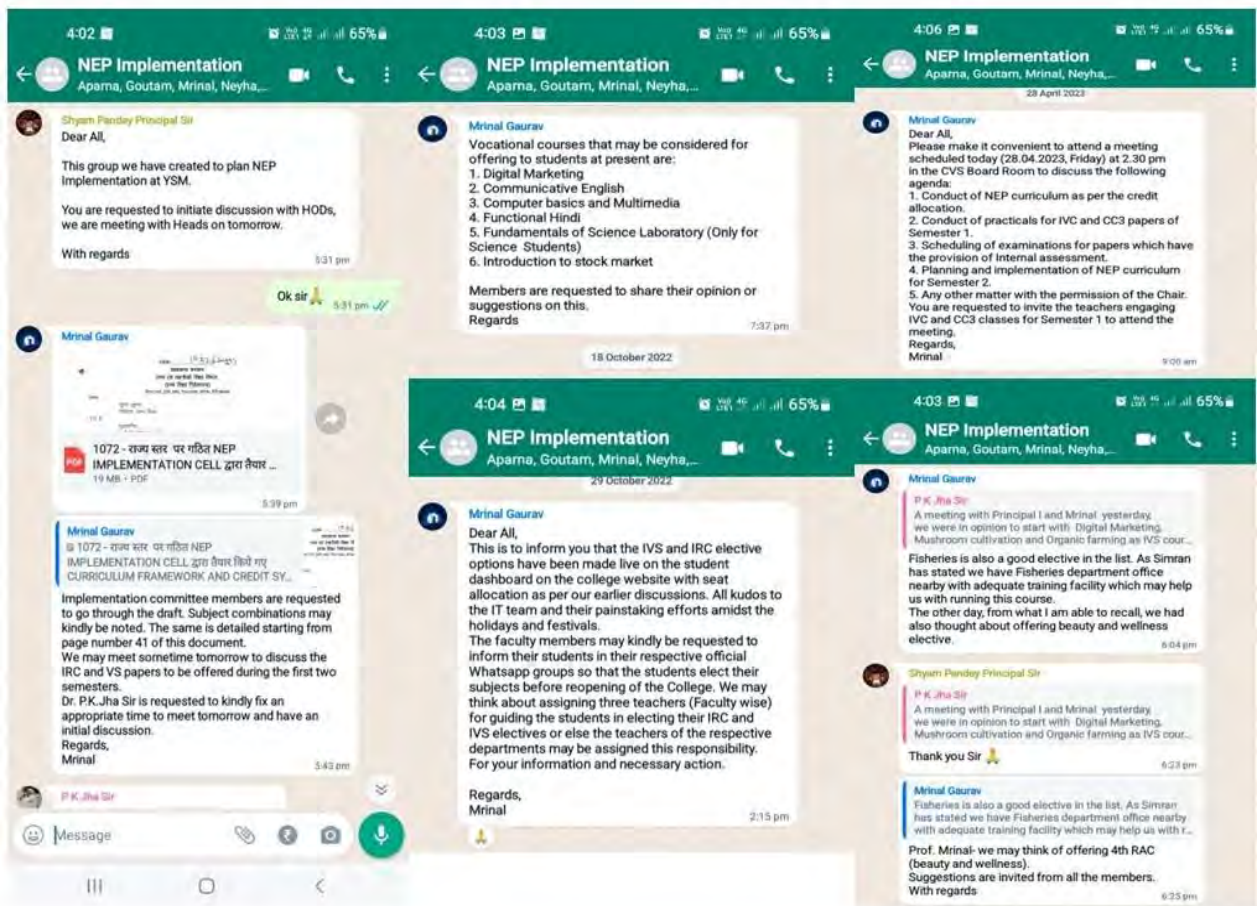 4:02
65%
NEP Implementation
Aparna, Goutam, Mrinal, Neyha,...
Shyam Pandey Principal Sir
Dear All,
This group we have created to plan NEP
Implementation at YSM.
You are requested to initiate discussion with HODs,
we are meeting with Heads on tomorrow.
With regards
5:31 pm
Ok sir🙏
5:31 pm
Mrinal Gaurav
1072 - राज्य स्तर पर गठित NEP
PDF
IMPLEMENTATION CELL द्वारा तैयार ...
19 MB • PDF
5:39 pm
Mrinal Gaurav
1072 - राज्य स्तर पर गठित NEP
IMPLEMENTATION CELL द्वारा तैयार किये गए
CURRICULUM FRAMEWORK AND CREDIT SY...
Implementation committee members are requested
to go through the draft. Subject combinations may
kindly be noted. The same is detailed starting from
page number 41 of this document.
We may meet sometime tomorrow to discuss the
IRC and VS papers to be offered during the first two
semesters.
Dr. P.K.Jha Sir is requested to kindly fix an
appropriate time to meet tomorrow and have an
initial discussion.
Regards,
Mrinal
5:43 pm
P.K.Jha Sir
Message
4:03
65%
NEP Implementation
Aparna, Goutam, Mrinal, Neyha,...
Mrinal Gaurav
Vocational courses that may be considered for
offering to students at present are:
1. Digital Marketing
2. Communicative English
3. Computer basics and Multimedia
4. Functional Hindi
5. Fundamentals of Science Laboratory (Only for
Science Students)
6. Introduction to stock market
Members are requested to share their opinion or
suggestions on this.
Regards
7:37 pm
18 October 2022
4:04
65%
NEP Implementation
Aparna, Goutam, Mrinal, Neyha,...
29 October 2022
Mrinal Gaurav
Dear All,
This is to inform you that the IVS and IRC elective
options have been made live on the student
dashboard on the college website with seat
allocation as per our earlier discussions. All kudos to
the IT team and their painstaking efforts amidst the
holidays and festivals.
The faculty members may kindly be requested to
inform their students in their respective official
Whatsapp groups so that the students elect their
subjects before reopening of the College. We may
think about assigning three teachers (Faculty wise)
for guiding the students in electing their IRC and
IVS electives or else the teachers of the respective
departments may be assigned this responsibility.
For your information and necessary action.
Regards,
Mrinal
2:15 pm
4:06
65%
NEP Implementation
Aparna, Goutam, Mrinal, Neyha,...
28 April 2023
Mrinal Gaurav
Dear All,
Please make it convenient to attend a meeting
scheduled today (28.04.2023, Friday) at 2.30 pm
in the CVS Board Room to discuss the following
agenda:
1. Conduct of NEP curriculum as per the credit
allocation.
2. Conduct of practicals for IVC and CC3 papers of
Semester 1.
3. Scheduling of examinations for papers which have
the provision of Internal assessment.
4. Planning and implementation of NEP curriculum
for Semester 2.
5. Any other matter with the permission of the Chair.
You are requested to invite the teachers engaging
IVC and CC3 classes for Semester 1 to attend the
meeting.
Regards,
Mrinal
9:00 am
4:03
65%
NEP Implementation
Aparna, Goutam, Mrinal, Neyha,...
Mrinal Gaurav
P.K.Jha Sir
A meeting with Principal I and Mrinal yesterday,
we were in opinion to start with Digital Marketing,
Mushroom cultivation and Organic farming as IVS cour...
Fisheries is also a good elective in the list. As Simran
has stated we have Fisheries department office
nearby with adequate training facility which may help
us with running this course.
The other day, from what I am able to recall, we had
also thought about offering beauty and wellness
elective.
6:04 pm
Shyam Pandey Principal Sir
P.K.Jha Sir
A meeting with Principal I and Mrinal yesterday,
we were in opinion to start with Digital Marketing,
Mushroom cultivation and Organic farming as IVS cour...
Thank you Sir 🙏
6:23 pm
Mrinal Gaurav
Fisheries is also a good elective in the list. As Simran
has stated we have Fisheries department office nearby
with adequate training facility which may help us with r...
Prof. Mrinal- we may think of offering 4th RAC
(beauty and wellness).
Suggestions are invited from all the members.
With regards
6:25 pm